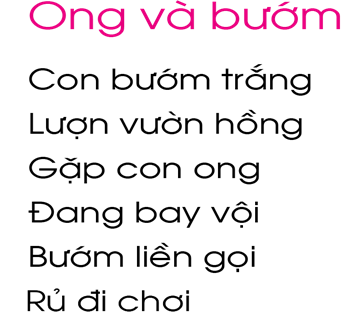 Ong và bướm
Con bướm trắng
Lượn vườn hồng
Gặp con ong
Đang bay vội
Bướm liền gọi
Rủ đi chơi